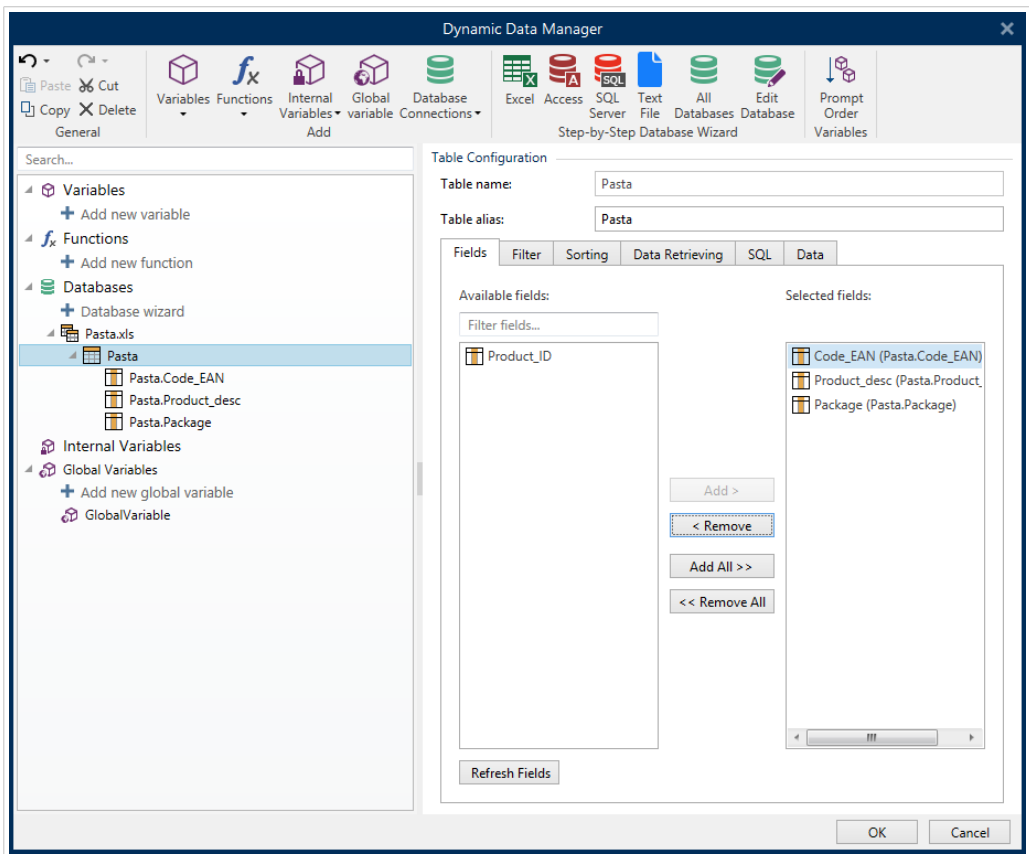 Dynamic Data Manager
Paste Cut
Copy Delete
General
Variables Functions Internal Variables Global variable Database Connections
Add
Excel Access SQL Server Text File All Databases Edit Database
Step-by-Step Database Wizard
Prompt Order
Variables
Search...
Variables
Add new variable
Functions
Add new function
Databases
Database wizard
Pasta.xls
Pasta
Pasta.Code_EAN
Pasta.Product_desc
Pasta.Package
Internal Variables
Global Variables
Add new global variable
GlobalVariable
Table Configuration
Table name: Pasta
Table alias: Pasta
Fields Filter Sorting Data Retrieving SQL Data
Available fields:
Filter fields...
Product_ID
Add >
< Remove
Add All >>
<< Remove All
Selected fields:
Code_EAN (Pasta.Code_EAN)
Product_desc (Pasta.Product_
Package (Pasta.Package)
Refresh Fields
OK Cancel